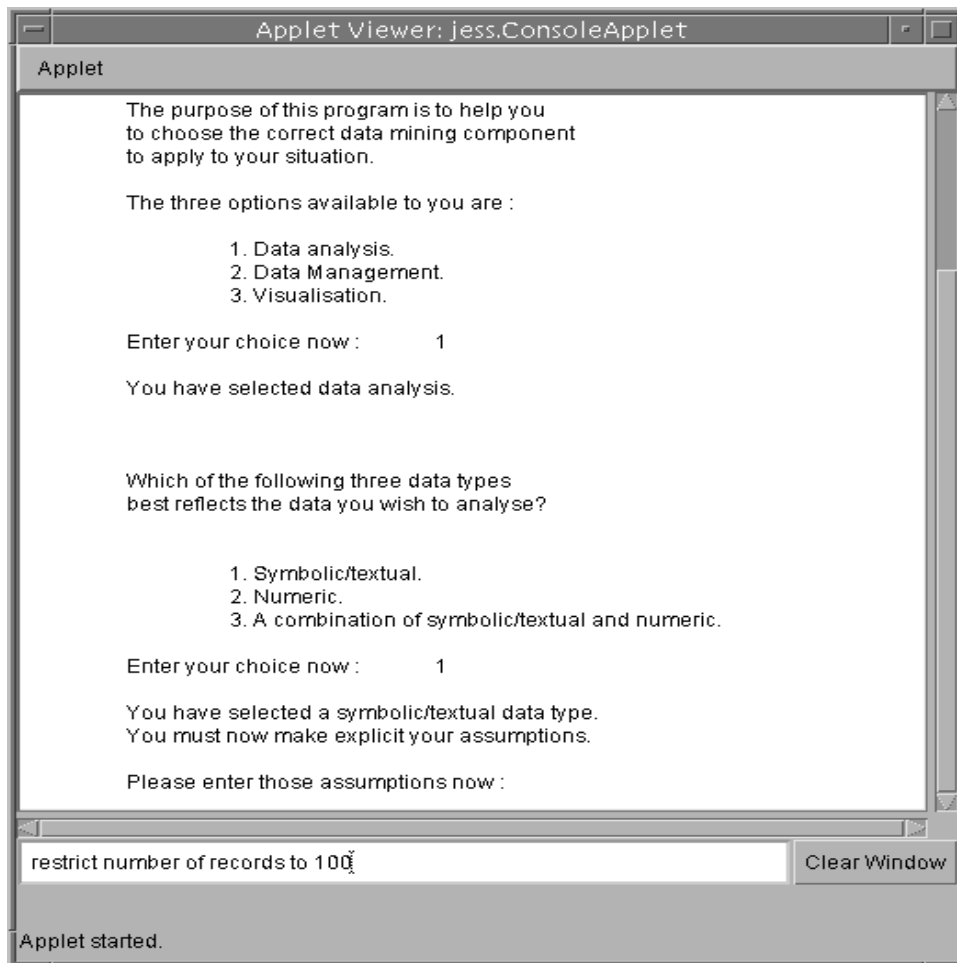 Applet Viewer: jess.ConsoleApplet
Applet
The purpose of this program is to help you
to choose the correct data mining component
to apply to your situation.
The three options available to you are :
1. Data analysis.
2. Data Management.
3. Visualisation.
Enter your choice now : 1
You have selected data analysis.
Which of the following three data types
best reflects the data you wish to analyse?
1. Symbolic/textual.
2. Numeric.
3. A combination of symbolic/textual and numeric.
Enter your choice now : 1
You have selected a symbolic/textual data type.
You must now make explicit your assumptions.
Please enter those assumptions now :
restrict number of records to 100
Clear Window
Applet started.